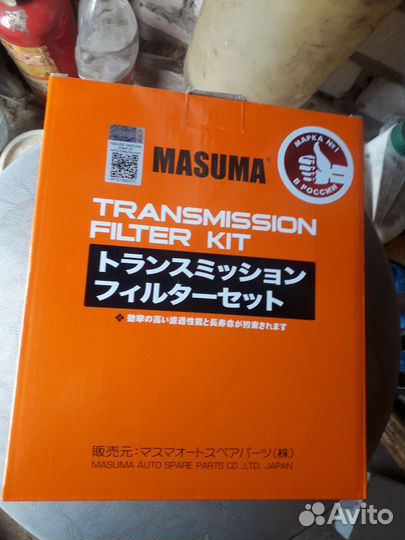 MASUMA
МАРКА №1
В РОССИИ
TRANSMISSION
FILTER KIT
トランスミッション
フィルターセット
❖ 効率の高い濾過性能と長寿命が約束されます
販売元：マスマオートスペアパーツ（株）
MASUMA AUTO SPARE PARTS CO.,LTD. JAPAN
Avito